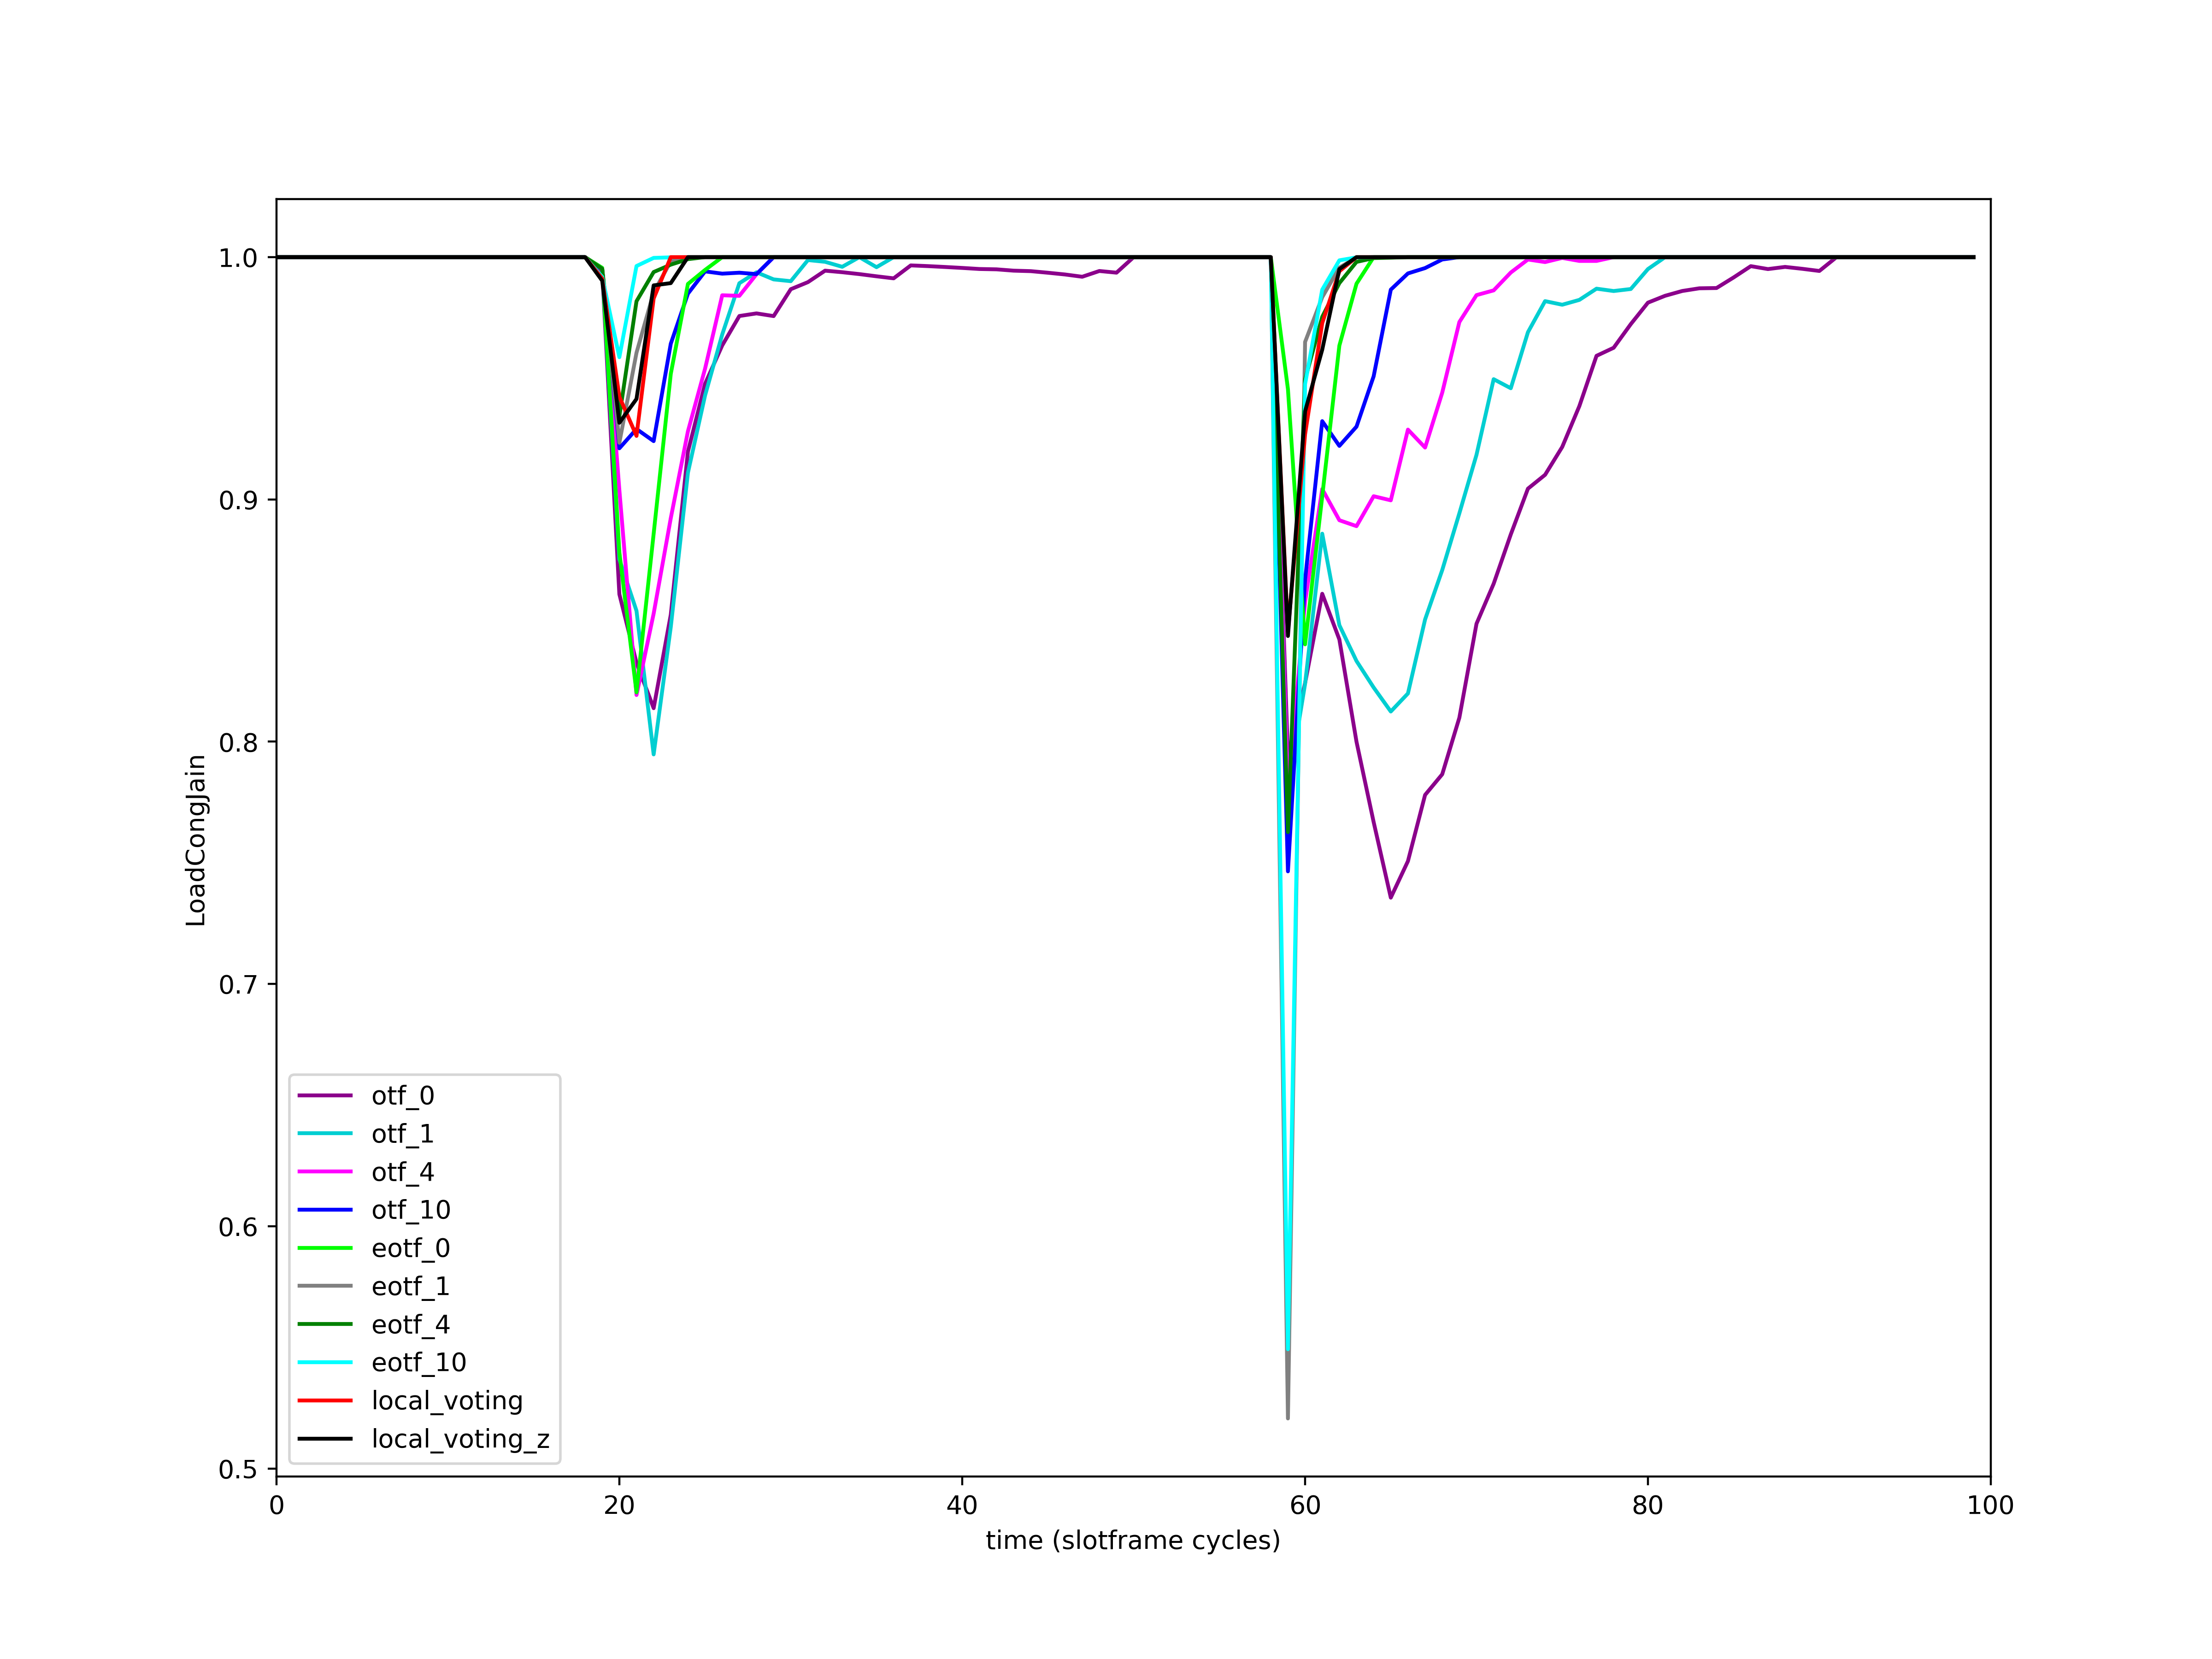 1.0
0.9
0.8
0.7
0.6
0.5
LoadCongJain
0 20 40 60 80 100
time (slotframe cycles)
otf_0
otf_1
otf_4
otf_10
eotf_0
eotf_1
eotf_4
eotf_10
local_voting
local_voting_z